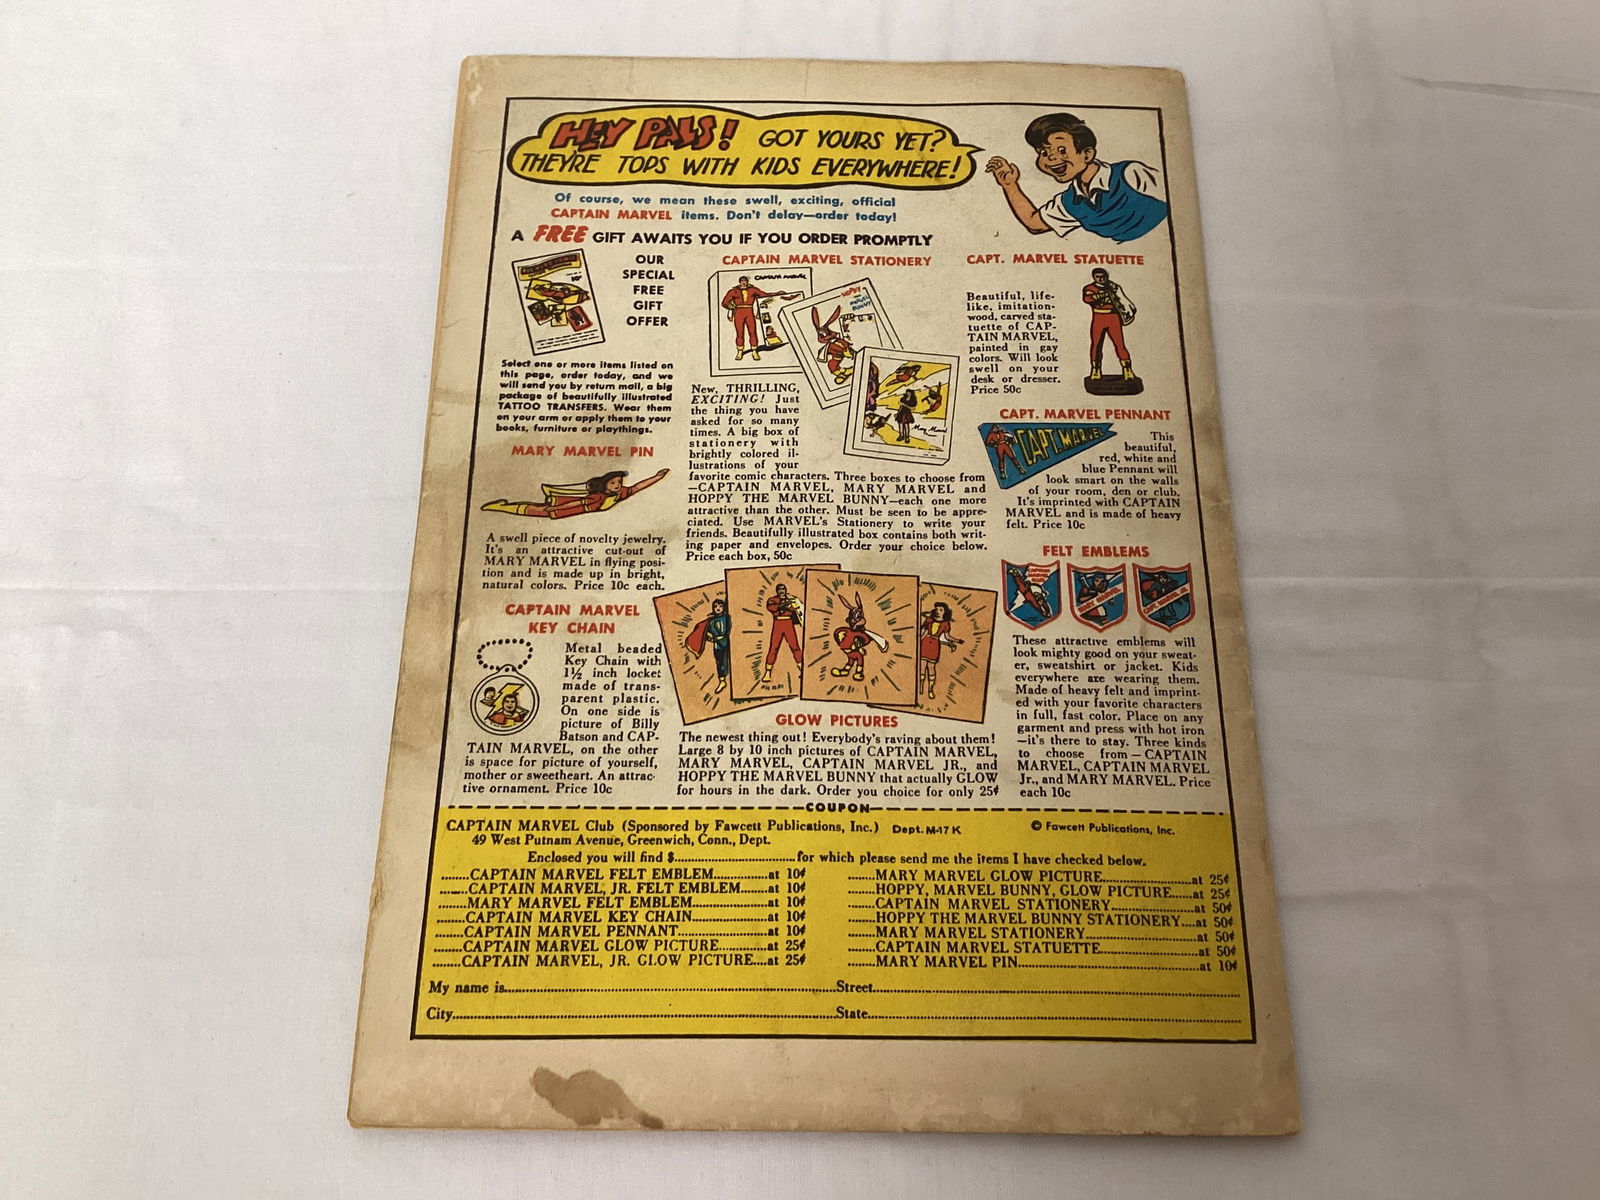 HEY PALS! GOT YOURS YET?
THEY'RE TOPS WITH KIDS EVERYWHERE!
Of course, we mean these swell, exciting, official
CAPTAIN MARVEL items. Don't delay—order today!
A FREE GIFT AWAITS YOU IF YOU ORDER PROMPTLY
OUR
SPECIAL
FREE
GIFT
OFFER
Select one or more items listed on
this page, order today, and we
will send you by return mail, a big
package of beautifully illustrated
TATTOO TRANSFERS. Wear them
on your arm or apply them to your
books, furniture or playthings.
MARY MARVEL PIN
A swell piece of novelty jewelry.
It's an attractive cut-out of
MARY MARVEL in flying posi-
tion and is made up in bright,
natural colors. Price 10c each.
CAPTAIN MARVEL
KEY CHAIN
Metal beaded
Key Chain with
1½ inch locket
made of trans-
parent plastic.
On one side is
picture of Billy
Batson and CAP-
TAIN MARVEL, on the other
is space for picture of yourself,
mother or sweetheart. An attrac-
tive ornament. Price 10c
CAPTAIN MARVEL STATIONERY
CAPTAIN MARVEL
HOPPY
THE
MARVEL
BUNNY
Mary Marvel
New, THRILLING,
EXCITING! Just
the thing you have
asked for so many
times. A big box of
stationery with
brightly colored il-
lustrations of your
favorite comic characters. Three boxes to choose from
—CAPTAIN MARVEL, MARY MARVEL and
HOPPY THE MARVEL BUNNY—each one more
attractive than the other. Must be seen to be appre-
ciated. Use MARVEL's Stationery to write your
friends. Beautifully illustrated box contains both writ-
ing paper and envelopes. Order your choice below.
Price each box, 50c
GLOW PICTURES
The newest thing out! Everybody's raving about them!
Large 8 by 10 inch pictures of CAPTAIN MARVEL,
MARY MARVEL, CAPTAIN MARVEL JR., and
HOPPY THE MARVEL BUNNY that actually GLOW
for hours in the dark. Order you choice for only 25¢
CAPT. MARVEL STATUETTE
Beautiful, life-
like, imitation-
wood, carved sta-
tuette of CAP-
TAIN MARVEL,
painted in gay
colors. Will look
swell on your
desk or dresser.
Price 50c
CAPT. MARVEL PENNANT
CAPT. MARVEL
This
beautiful,
red, white and
blue Pennant will
look smart on the walls
of your room, den or club.
It's imprinted with CAPTAIN
MARVEL and is made of heavy
felt. Price 10c
FELT EMBLEMS
MARY MARVEL
CAPT. MARVEL JR.
These attractive emblems will
look mighty good on your sweat-
er, sweatshirt or jacket. Kids
everywhere are wearing them.
Made of heavy felt and imprint-
ed with your favorite characters
in full, fast color. Place on any
garment and press with hot iron
—it's there to stay. Three kinds
to choose from — CAPTAIN
MARVEL, CAPTAIN MARVEL
Jr., and MARY MARVEL. Price
each 10c
COUPON
CAPTAIN MARVEL Club (Sponsored by Fawcett Publications, Inc.) Dept. M-17 K © Fawcett Publications, Inc.
49 West Putnam Avenue, Greenwich, Conn., Dept.
Enclosed you will find $..............................for which please send me the items I have checked below.
........CAPTAIN MARVEL FELT EMBLEM.............at 10¢
........CAPTAIN MARVEL, JR. FELT EMBLEM......at 10¢
........MARY MARVEL FELT EMBLEM..................at 10¢
........CAPTAIN MARVEL KEY CHAIN..................at 10¢
........CAPTAIN MARVEL PENNANT.....................at 10¢
........CAPTAIN MARVEL GLOW PICTURE............at 25¢
........CAPTAIN MARVEL, JR. GLOW PICTURE....at 25¢
........MARY MARVEL GLOW PICTURE......................at 25¢
........HOPPY, MARVEL BUNNY, GLOW PICTURE.....at 25¢
........CAPTAIN MARVEL STATIONERY....................at 50¢
........HOPPY THE MARVEL BUNNY STATIONERY....at 50¢
........MARY MARVEL STATIONERY..........................at 50¢
........CAPTAIN MARVEL STATUETTE.......................at 50¢
........MARY MARVEL PIN............................................at 10¢
My name is..............................Street..............................
City..............................State..............................